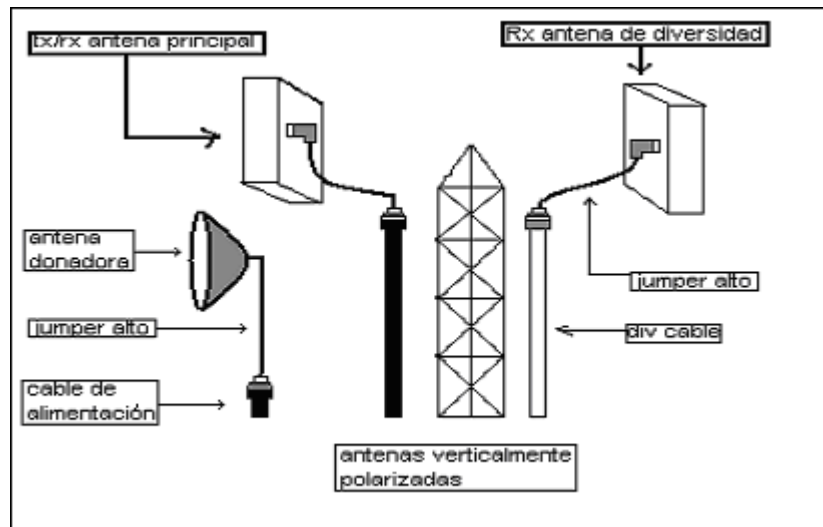 tx/rx antena principal
Rx antena de diversidad
antena
donadora
jumper alto
jumper alto
div cable
cable de
alimentación
antenas verticalmente
polarizadas